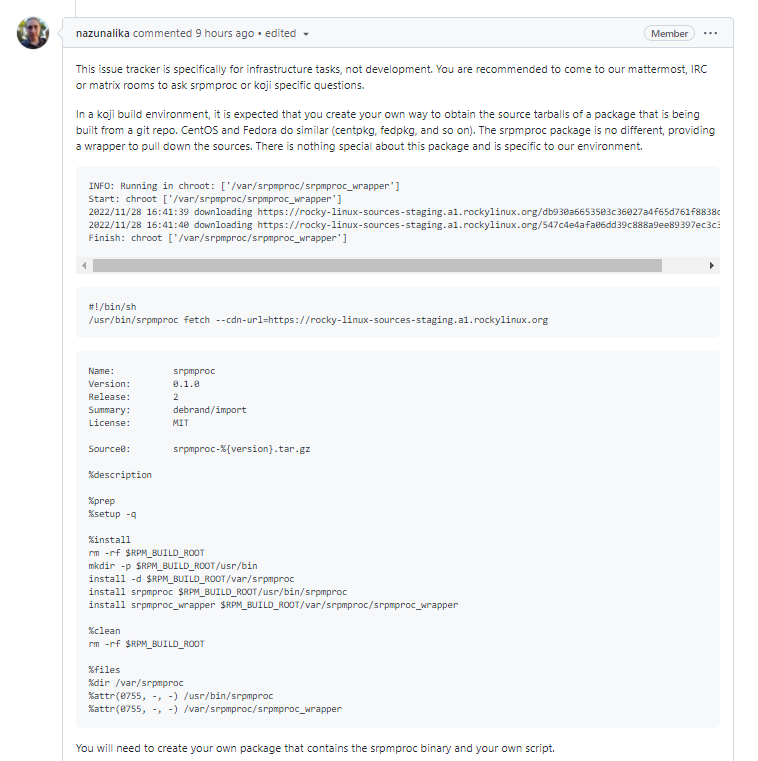 nazunalika commented 9 hours ago • edited
Member
This issue tracker is specifically for infrastructure tasks, not development. You are recommended to come to our mattermost, IRC
or matrix rooms to ask srpmproc or koji specific questions.
In a koji build environment, it is expected that you create your own way to obtain the source tarballs of a package that is being
built from a git repo. CentOS and Fedora do similar (centpkg, fedpkg, and so on). The srpmproc package is no different, providing
a wrapper to pull down the sources. There is nothing special about this package and is specific to our environment.
INFO: Running in chroot: ['/var/srpmproc/srpmproc_wrapper']
Start: chroot ['/var/srpmproc/srpmproc_wrapper']
2022/11/28 16:41:39 downloading https://rocky-linux-sources-staging.a1.rockylinux.org/db930a6653503c36027a4f65d761f8838c
2022/11/28 16:41:40 downloading https://rocky-linux-sources-staging.a1.rockylinux.org/547c4e4afa06dd39c888a9ee89397ec3c3
Finish: chroot ['/var/srpmproc/srpmproc_wrapper']
#!/bin/sh
/usr/bin/srpmproc fetch --cdn-url=https://rocky-linux-sources-staging.a1.rockylinux.org
Name: srpmproc
Version: 0.1.0
Release: 2
Summary: debrand/import
License: MIT
Source0: srpmproc-%{version}.tar.gz
%description
%prep
%setup -q
%install
rm -rf $RPM_BUILD_ROOT
mkdir -p $RPM_BUILD_ROOT/usr/bin
install -d $RPM_BUILD_ROOT/var/srpmproc
install srpmproc $RPM_BUILD_ROOT/usr/bin/srpmproc
install srpmproc_wrapper $RPM_BUILD_ROOT/var/srpmproc/srpmproc_wrapper
%clean
rm -rf $RPM_BUILD_ROOT
%files
%dir /var/srpmproc
%attr(0755, -, -) /usr/bin/srpmproc
%attr(0755, -, -) /var/srpmproc/srpmproc_wrapper
You will need to create your own package that contains the srpmproc binary and your own script.